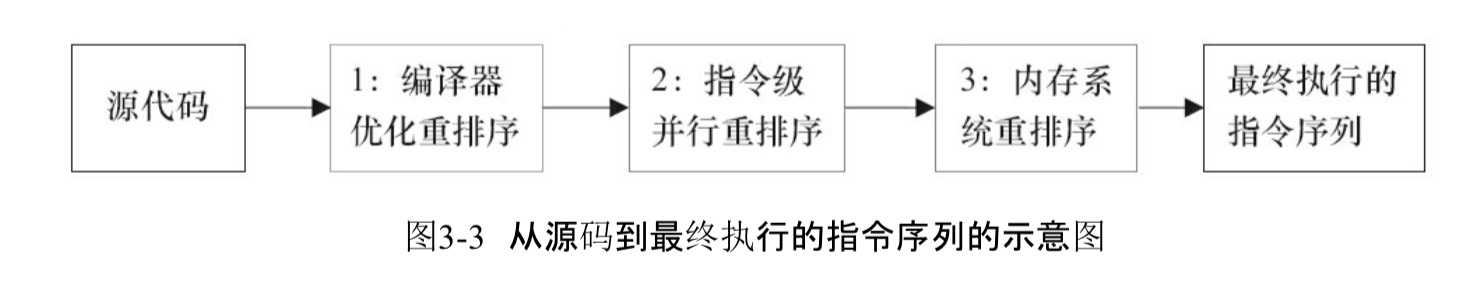 源代码
1：编译器
优化重排序
2：指令级
并行重排序
3：内存系
统重排序
最终执行的
指令序列
图3-3 从源码到最终执行的指令序列的示意图